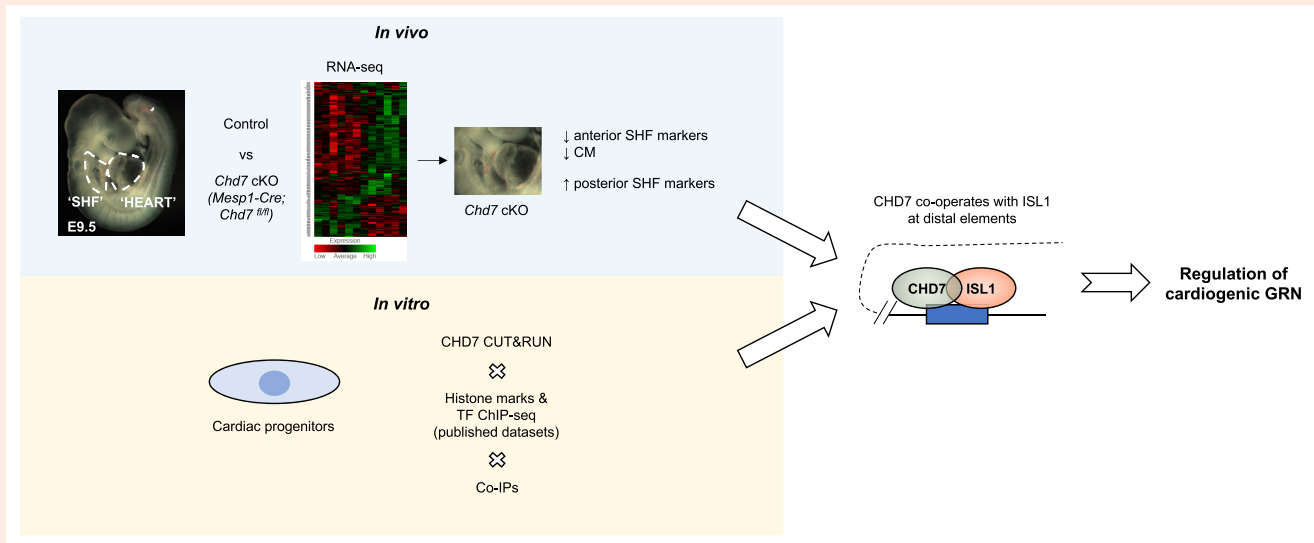 In vivo
RNA-seq
Control
vs
Chd7 cKO
(Mesp1-Cre;
Chd7 fl/fl)
'SHF' 'HEART'
E9.5
Expression
Low Average High
Chd7 cKO
↓ anterior SHF markers
↓ CM
↑ posterior SHF markers
In vitro
Cardiac progenitors
CHD7 CUT&RUN
Histone marks &
TF ChIP-seq
(published datasets)
Co-IPs
CHD7 co-operates with ISL1
at distal elements
CHD7 ISL1
Regulation of
cardiogenic GRN